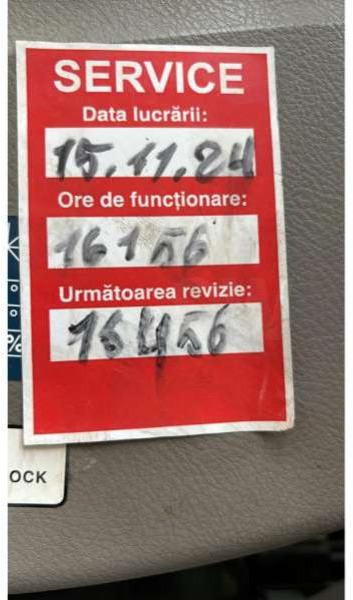 SERVICE
Data lucrării:
15.11.24
Ore de funcționare:
16156
Următoarea revizie:
16456
%
OCK